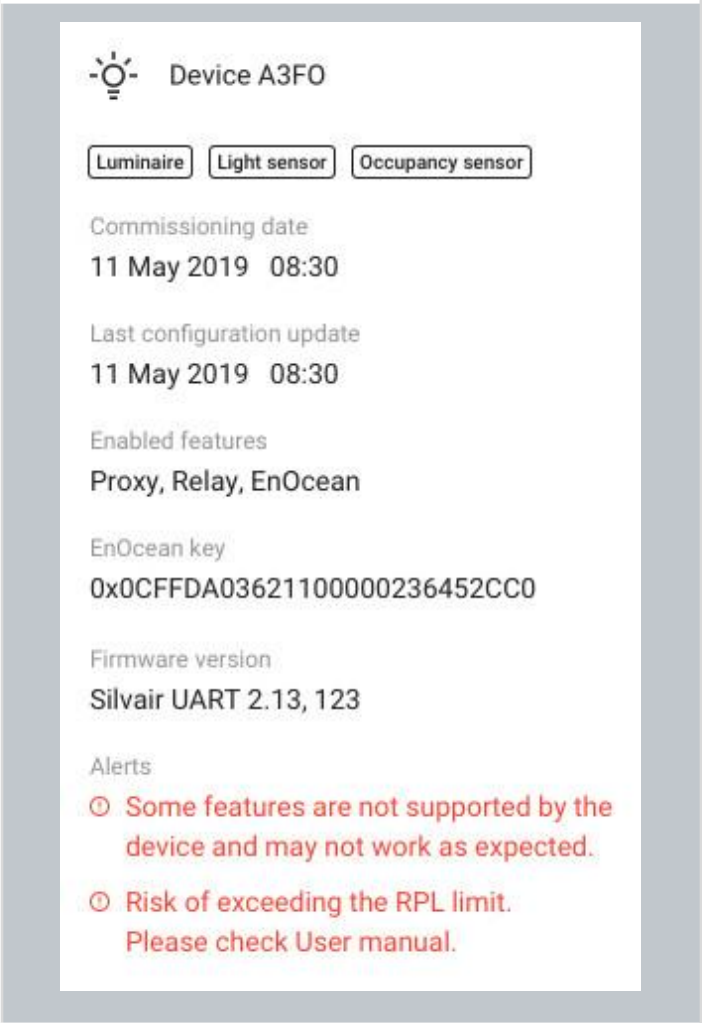 Device A3FO
Luminaire Light sensor Occupancy sensor
Commissioning date
11 May 2019 08:30
Last configuration update
11 May 2019 08:30
Enabled features
Proxy, Relay, EnOcean
EnOcean key
0x0CFFDA03621100000236452CC0
Firmware version
Silvair UART 2.13, 123
Alerts
Some features are not supported by the
device and may not work as expected.
Risk of exceeding the RPL limit.
Please check User manual.